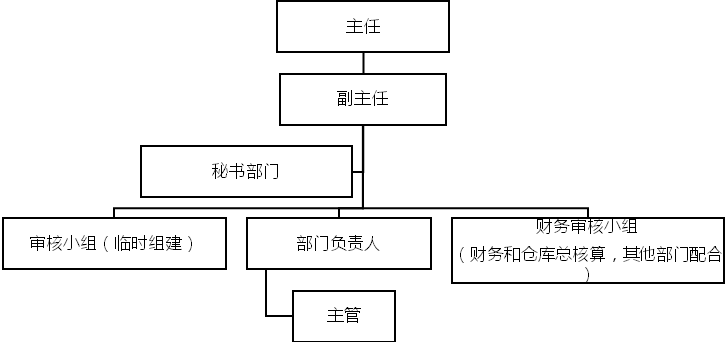 主任
副主任
秘书部门
审核小组（临时组建）
部门负责人
财务审核小组
（财务和仓库总核算，其他部门配合
）
主管